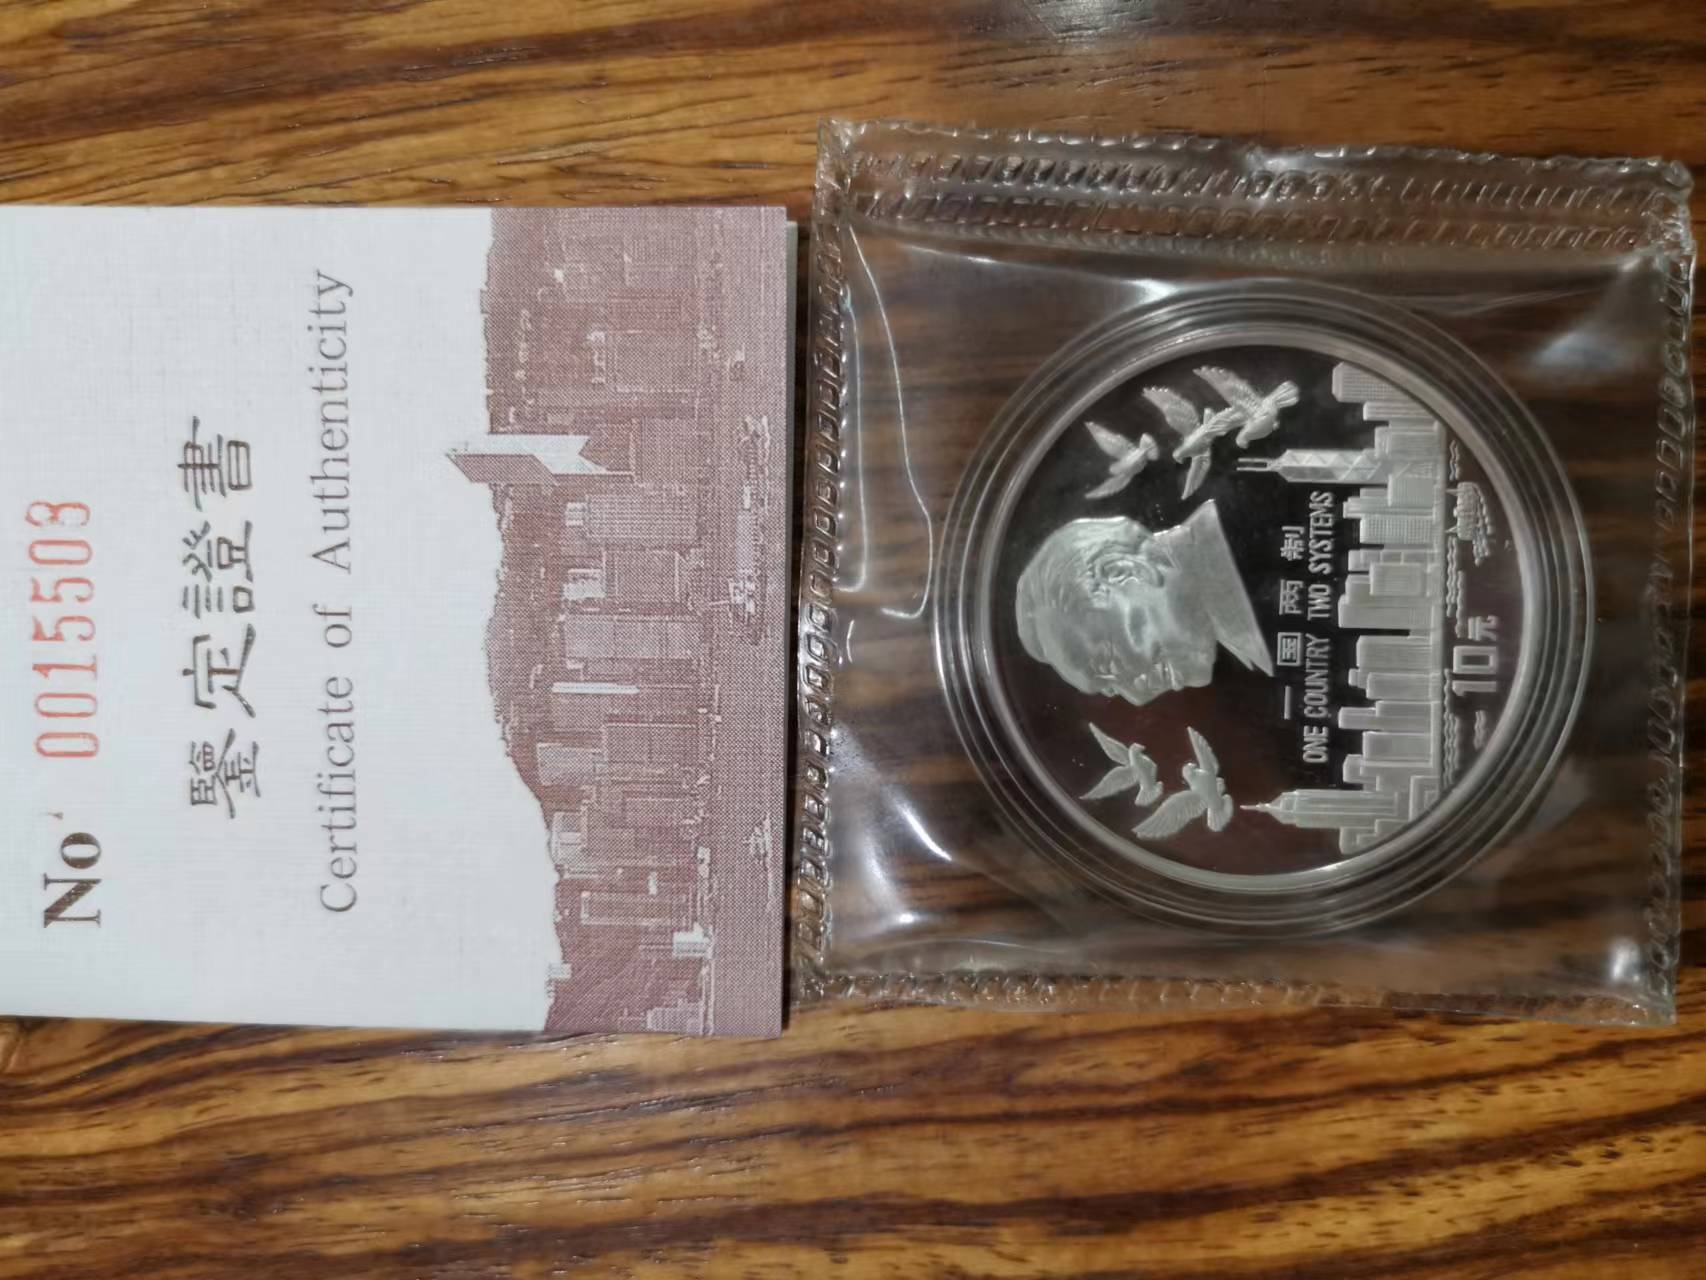 No 0015503
鑒定證書
Certificate of Authenticity
一国两制
ONE COUNTRY TWO SYSTEMS
10元